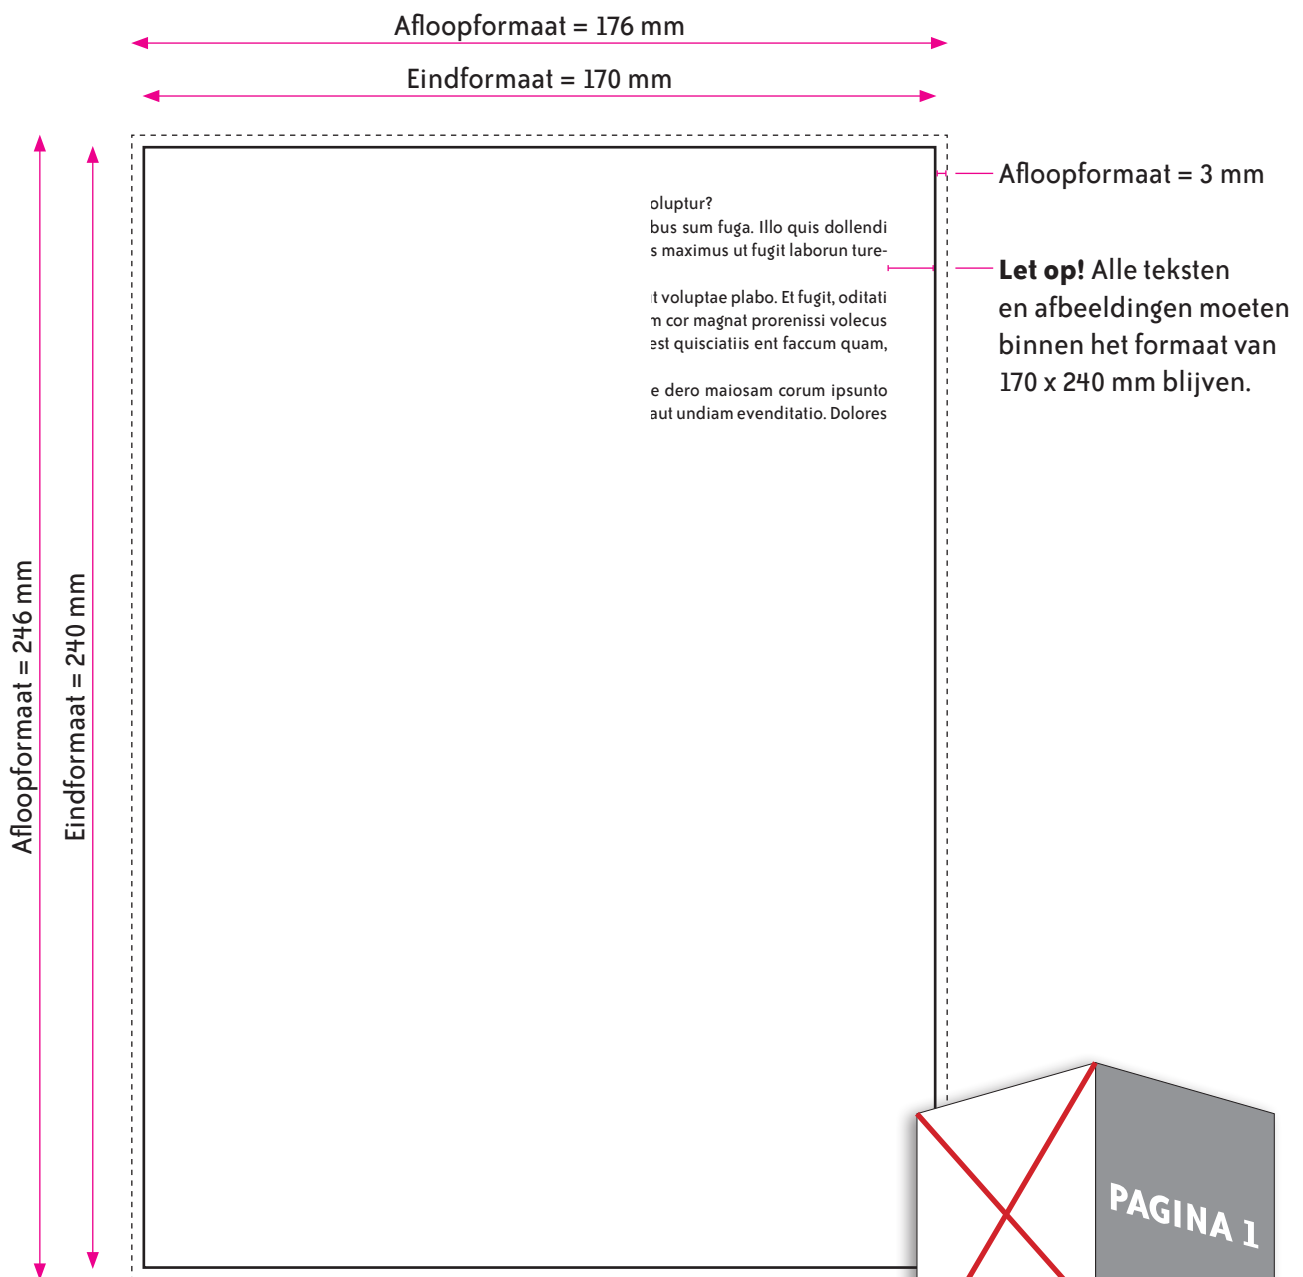 Afloopformaat = 176 mm
Eindformaat = 170 mm
Afloopformaat = 246 mm
Eindformaat = 240 mm
Afloopformaat = 3 mm
oluptur?
bus sum fuga. Illo quis dollendi
s maximus ut fugit laborun ture-
t voluptae plabo. Et fugit, oditati
m cor magnat prorenissi volecus
est quisciatiis ent faccum quam,
e dero maiosam corum ipsunto
aut undiam evenditatio. Dolores
Let op! Alle teksten
en afbeeldingen moeten
binnen het formaat van
170 x 240 mm blijven.
PAGINA 1